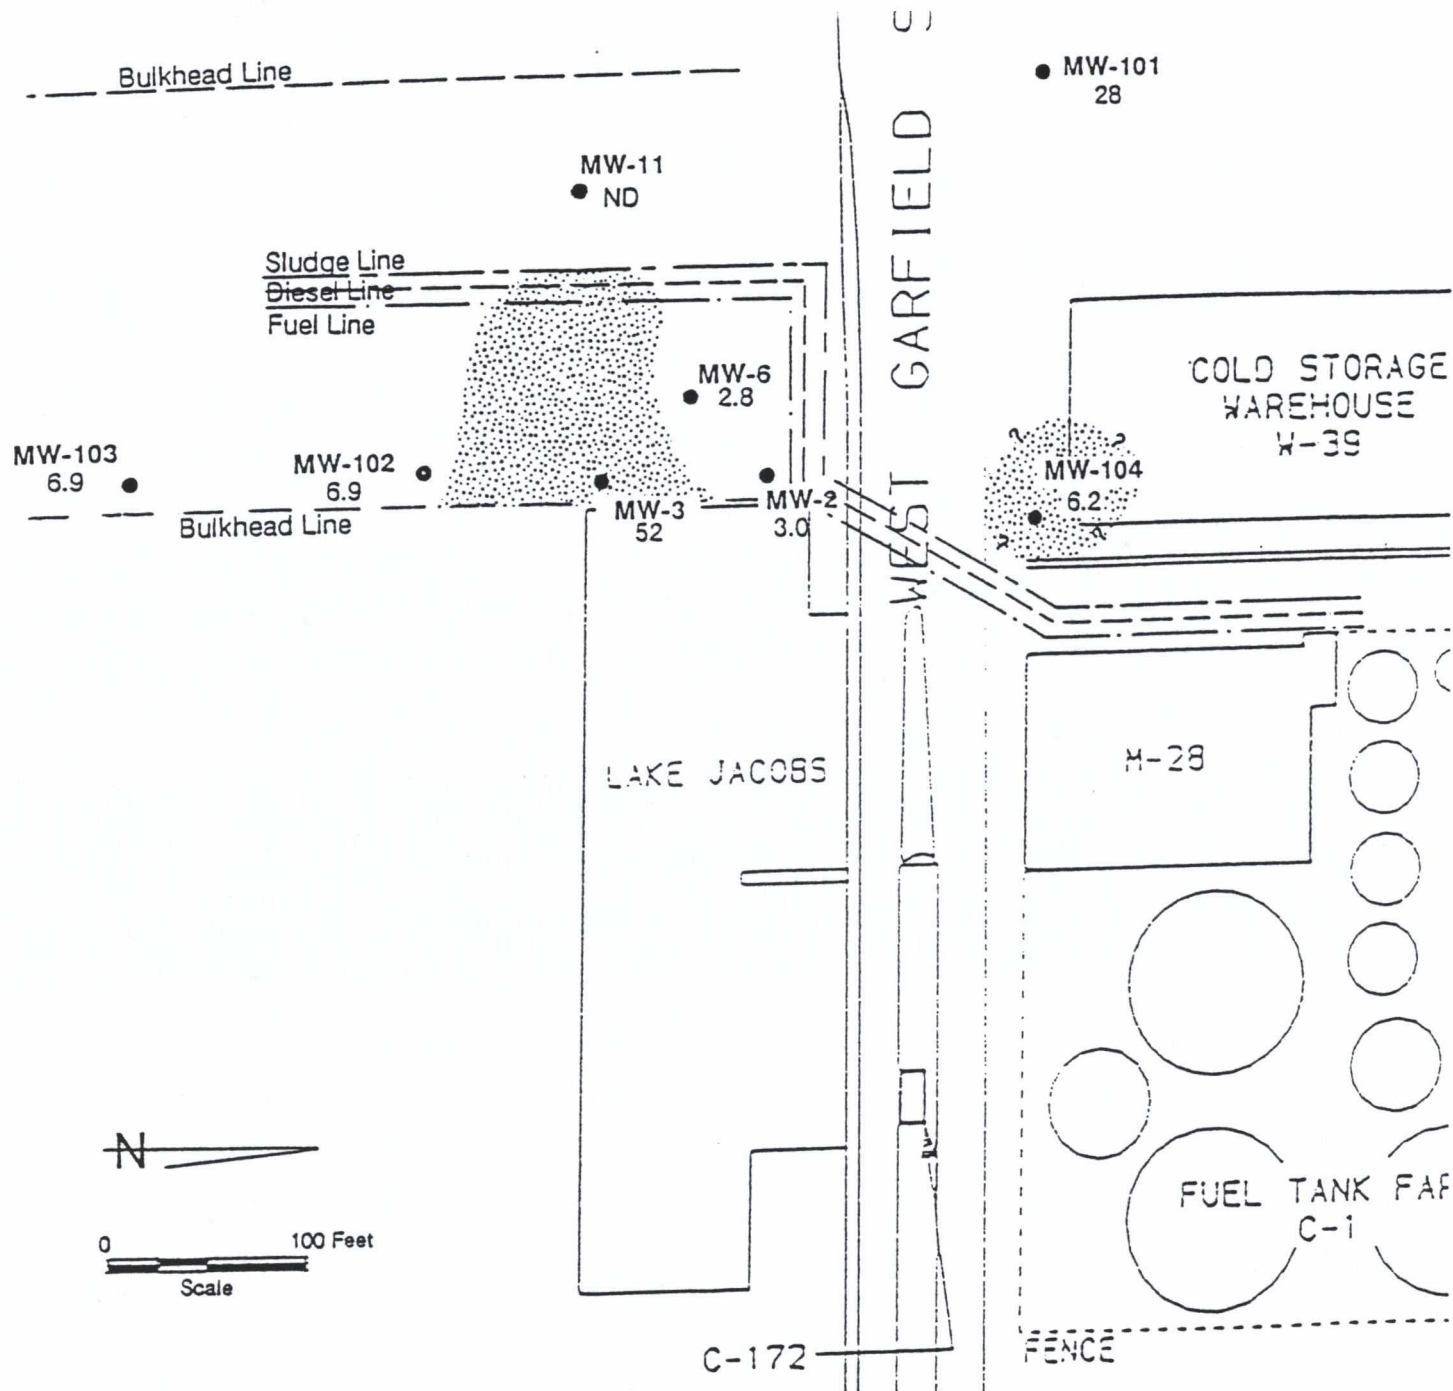 Bulkhead Line
MW-101
28
MW-11
ND
WEST GARFIELD S
Sludge Line
Diesel Line
Fuel Line
MW-6
2.8
COLD STORAGE
WAREHOUSE
W-39
MW-103
6.9
MW-102
6.9
MW-3
52
MW-2
3.0
MW-104
6.2
?
?
?
?
Bulkhead Line
LAKE JACOBS
M-28
N
0
100 Feet
Scale
FUEL TANK FAR
C-1
C-172
FENCE